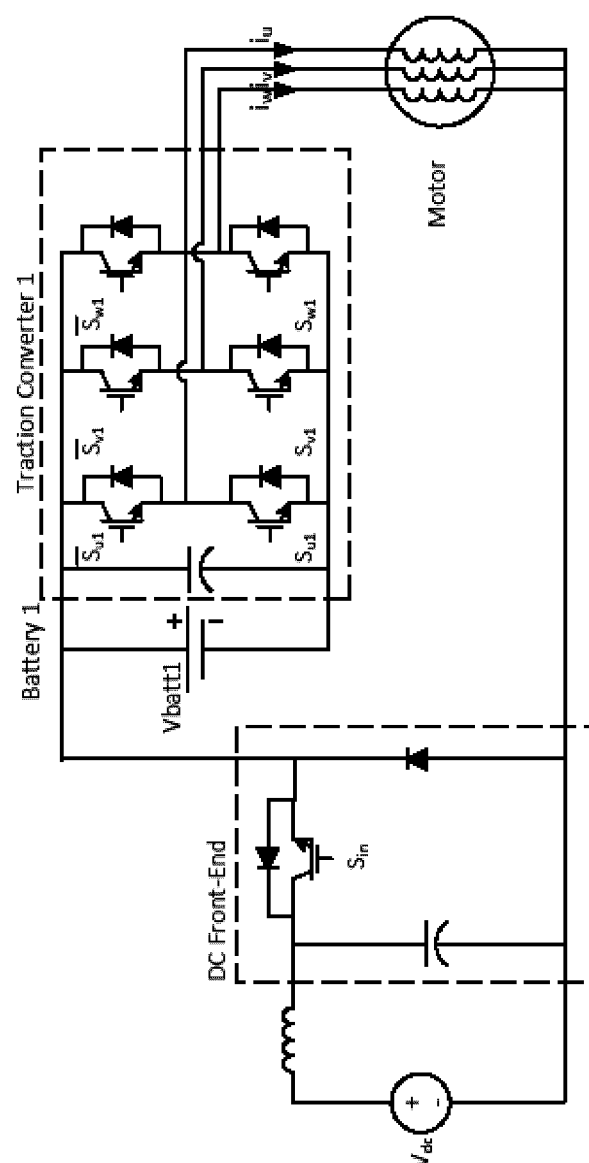 Traction Converter 1
Battery 1
Vbatt1
+
-
S̅u1
S̅v1
S̅w1
Su1
Sv1
Sw1
iw
iv
iu
Motor
DC Front-End
Sin
+
-
Vdc